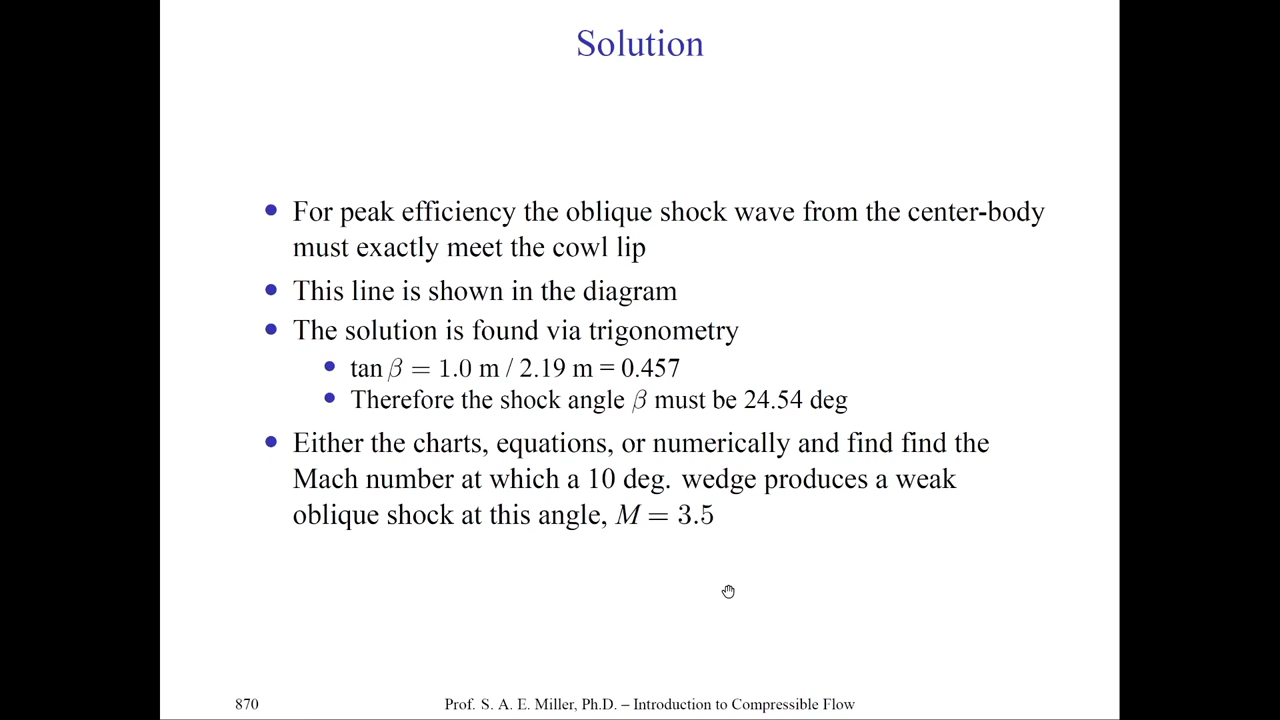 Solution
• For peak efficiency the oblique shock wave from the center-body
must exactly meet the cowl lip
• This line is shown in the diagram
• The solution is found via trigonometry
• tan β = 1.0 m / 2.19 m = 0.457
• Therefore the shock angle β must be 24.54 deg
• Either the charts, equations, or numerically and find find the
Mach number at which a 10 deg. wedge produces a weak
oblique shock at this angle, M = 3.5
870 Prof. S. A. E. Miller, Ph.D. – Introduction to Compressible Flow